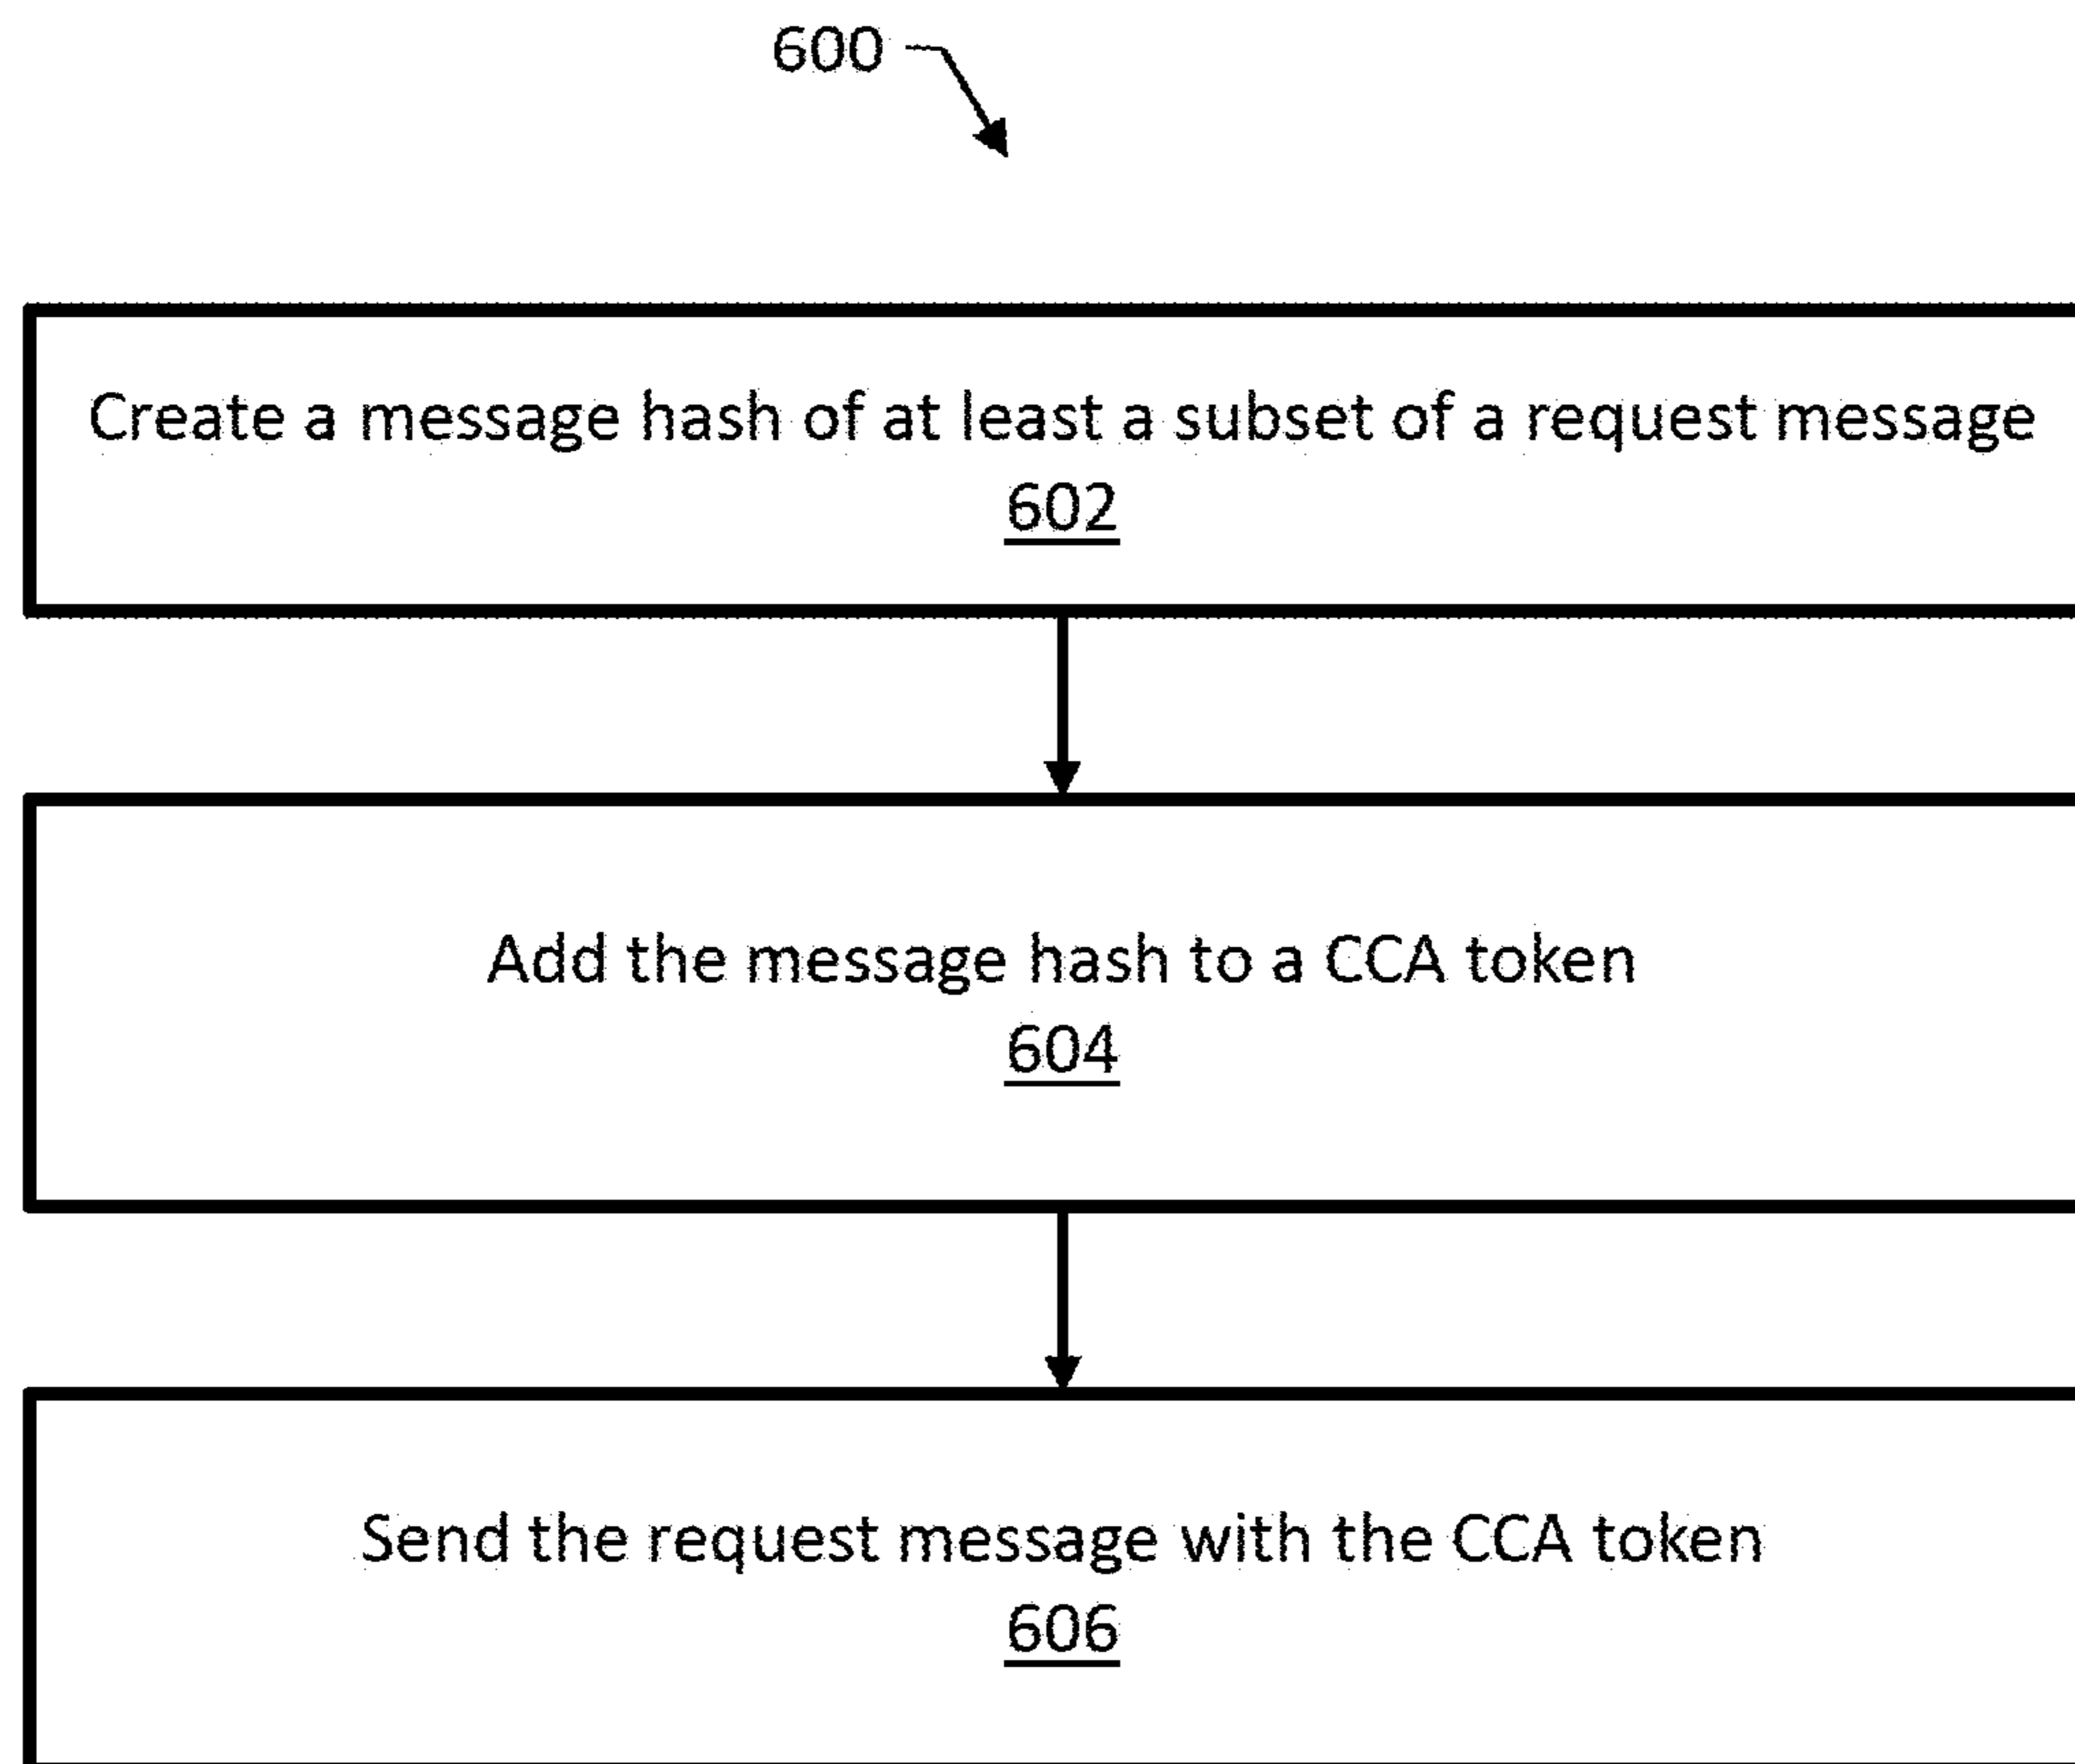 600
Create a message hash of at least a subset of a request message
602
Add the message hash to a CCA token
604
Send the request message with the CCA token
606